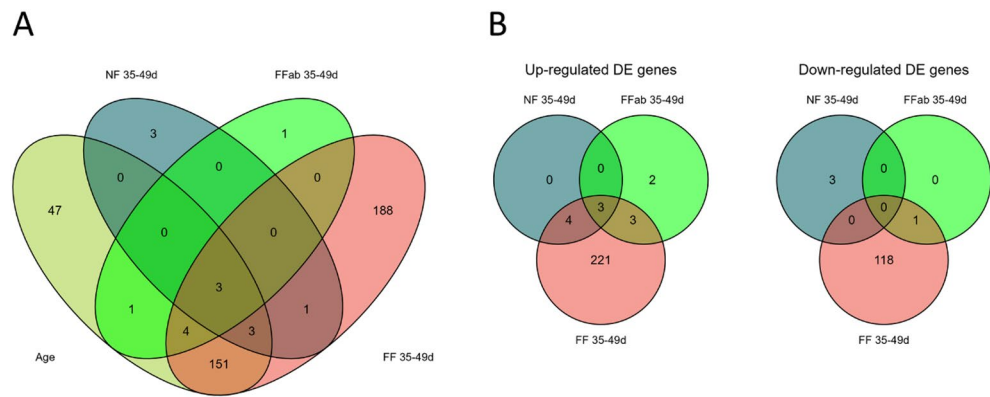 A
NF 35-49d
FFab 35-49d
3
1
0
0
0
47
188
0
0
3
1
1
4
3
151
Age
FF 35-49d
B
Up-regulated DE genes
NF 35-49d
FFab 35-49d
0
0
2
3
4
3
221
FF 35-49d
Down-regulated DE genes
NF 35-49d
FFab 35-49d
0
3
0
0
0
1
118
FF 35-49d